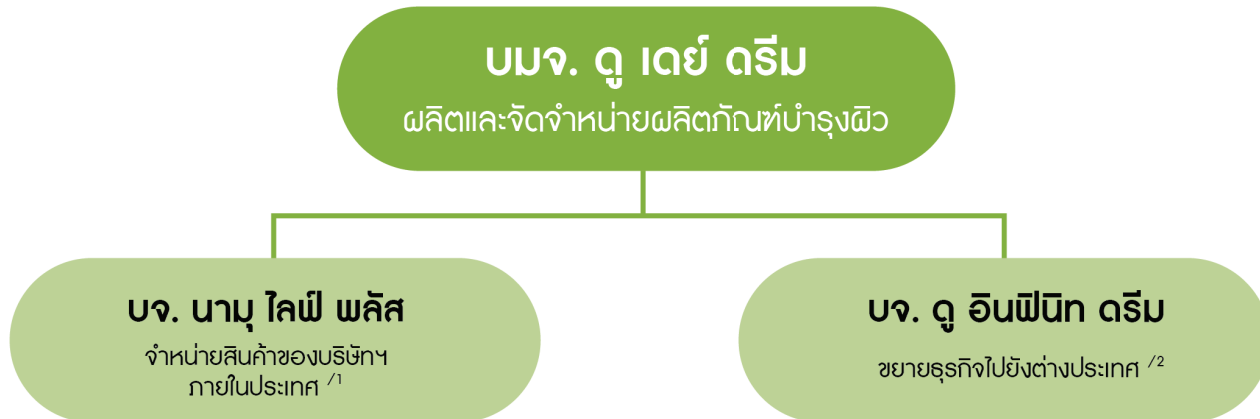 บมจ. ดู เดย์ ดรีม
ผลิตและจัดจำหน่ายผลิตภัณฑ์บำรุงผิว
บจ. นามุ ไลฟ์ พลัส
จำหน่ายสินค้าของบริษัทฯ
ภายในประเทศ /1
บจ. ดู อินฟินิท ดรีม
ขยายธุรกิจไปยังต่างประเทศ /2